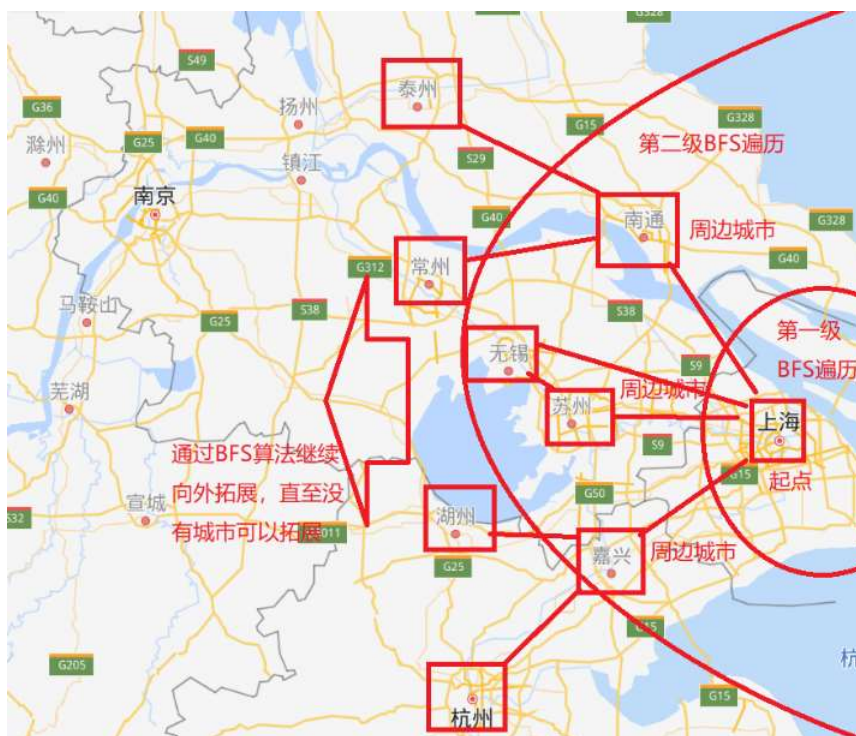 G328
S49
泰州
G36
扬州
G15
G328
G25
G40
第二级BFS遍历
滁州
S29
镇江
G40
南京
G40
南通
周边城市
G328
G312
常州
G40
马鞍山
S38
S38
G25
第一级
BFS遍历
无锡
S9
周边城市
芜湖
苏州
上海
S9
通过BFS算法继续
G15
起点
向外拓展，直至没
G50
宣城
湖州
S32
有城市可以拓展
011
周边城市
嘉兴
G25
G15
G205
杭
G15
杭州